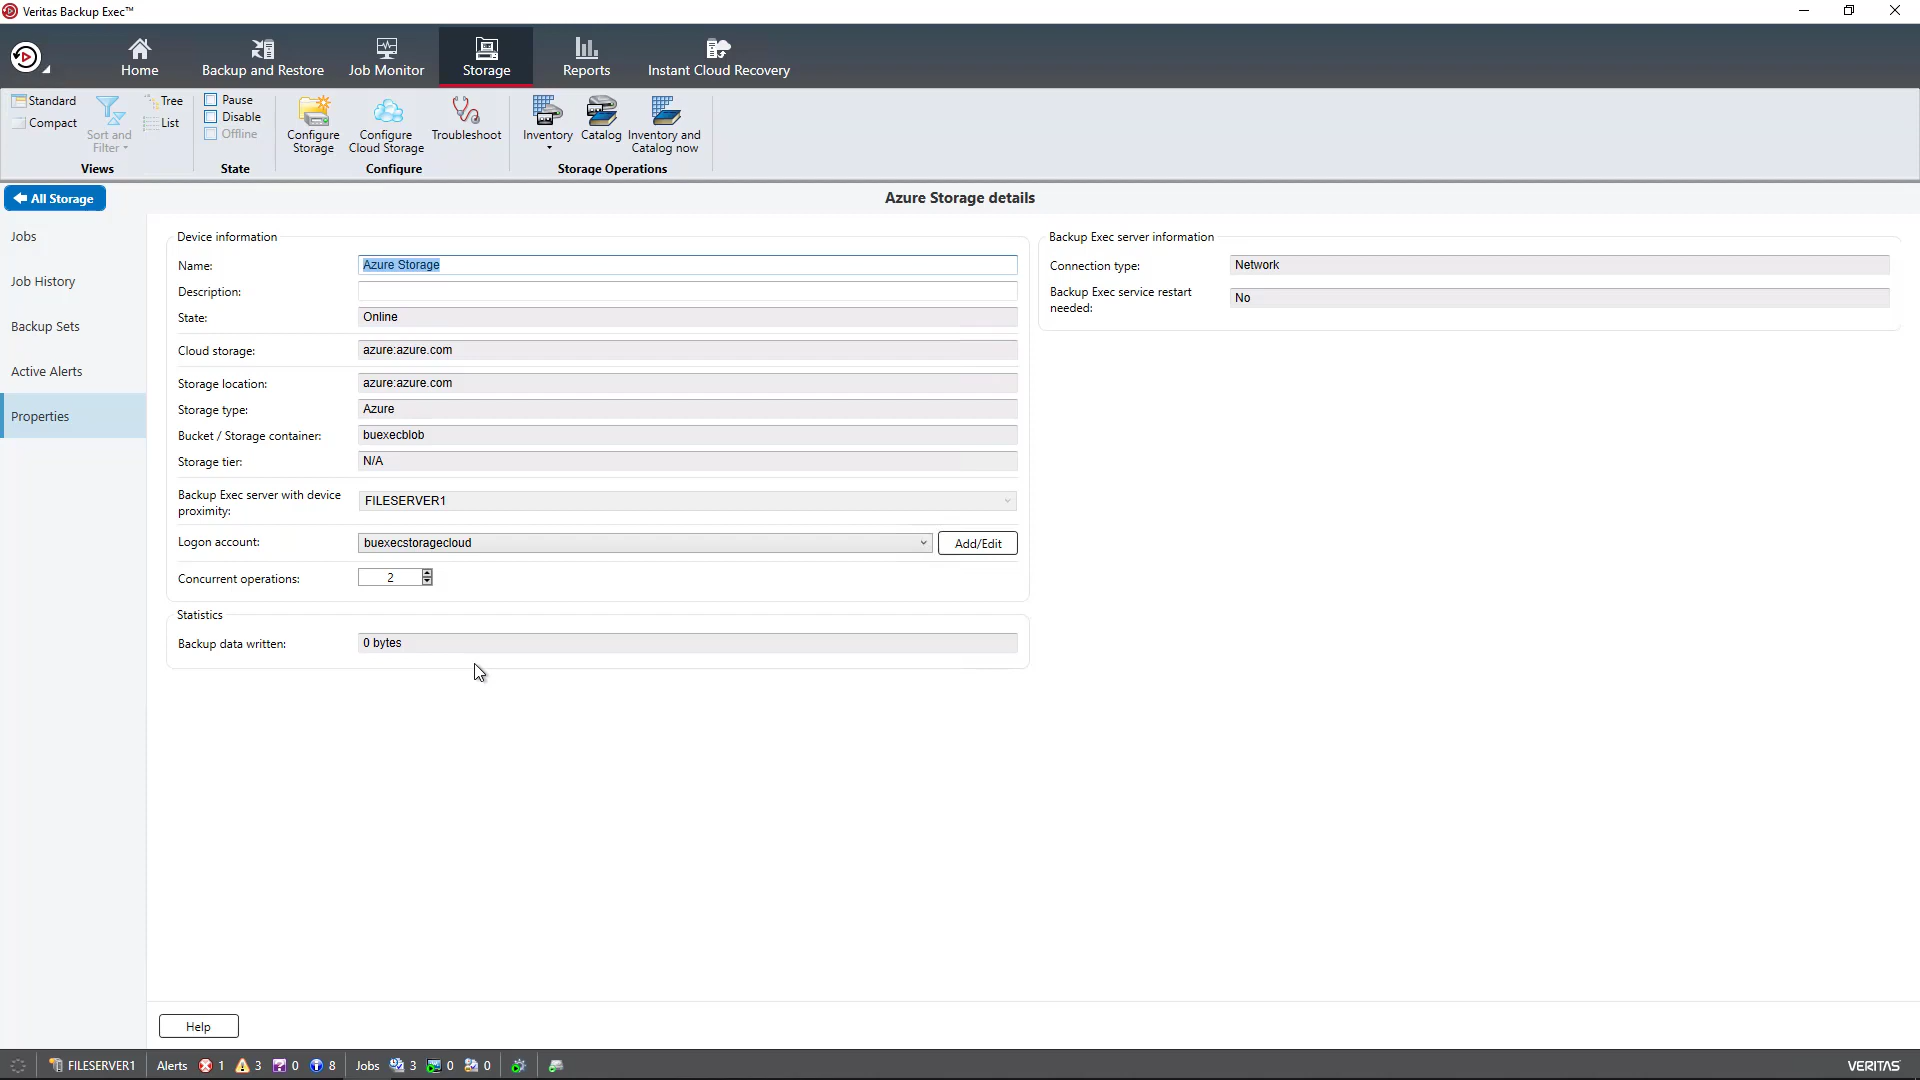 Veritas Backup Exec™
Home
Backup and Restore
Job Monitor
Storage
Reports
Instant Cloud Recovery
Standard
Compact
Sort and
Filter
Tree
List
Views
Pause
Disable
Offline
State
Configure
Storage
Configure
Cloud Storage
Troubleshoot
Configure
Inventory
Catalog
Inventory and
Catalog now
Storage Operations
All Storage
Azure Storage details
Jobs
Job History
Backup Sets
Active Alerts
Properties
Device information
Name: Azure Storage
Description:
State: Online
Cloud storage: azure:azure.com
Storage location: azure:azure.com
Storage type: Azure
Bucket / Storage container: buexecblob
Storage tier: N/A
Backup Exec server with device
proximity: FILESERVER1
Logon account: buexecstoragecloud Add/Edit
Concurrent operations: 2
Statistics
Backup data written: 0 bytes
Backup Exec server information
Connection type: Network
Backup Exec service restart
needed: No
Help
FILESERVER1 Alerts 1 3 0 8 Jobs 3 0 0 VERITAS